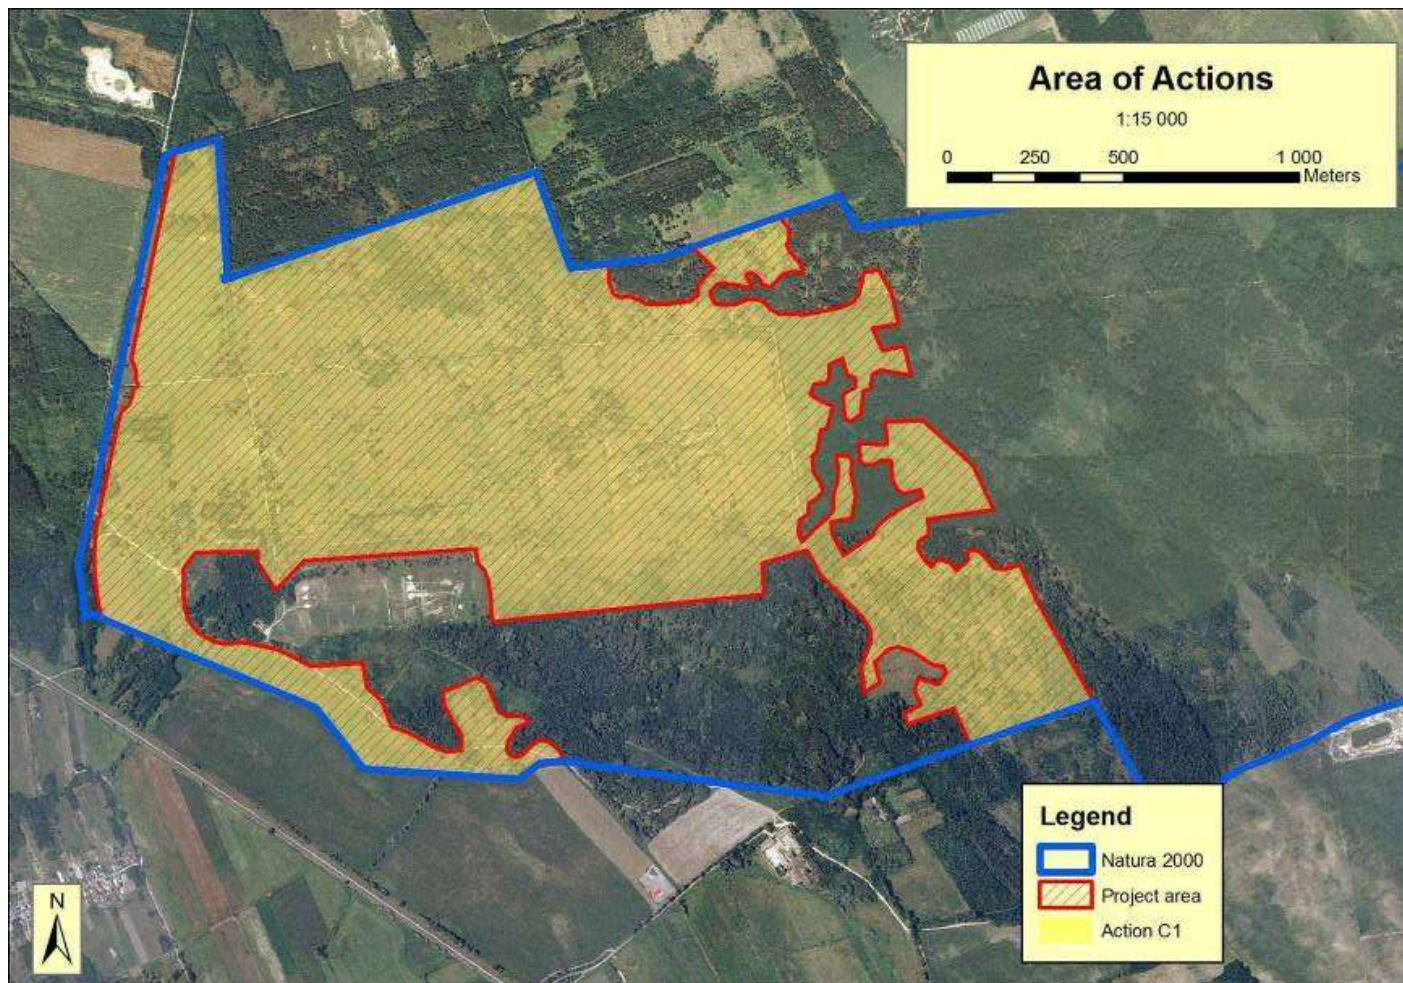 Area of Actions
1:15 000
0 250 500 1 000
Meters
Legend
Natura 2000
Project area
Action C1
N